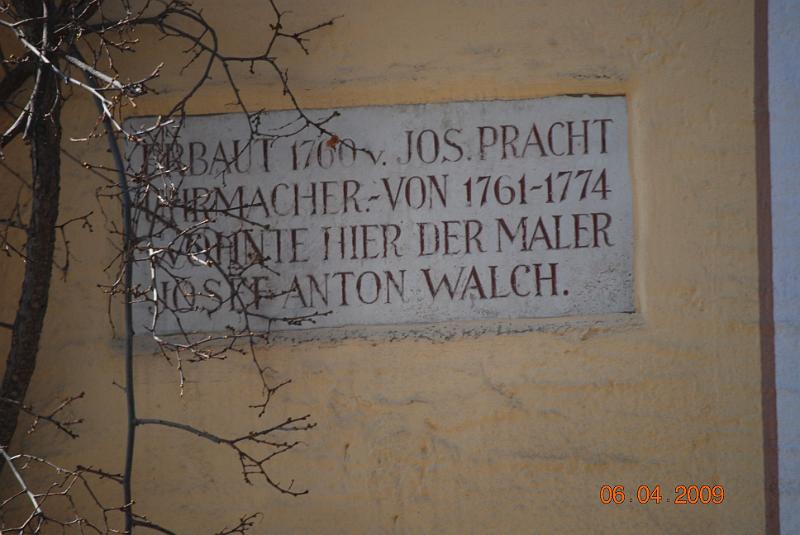 ERBAUT 1760 v. JOS. PRACHT
UHRMACHER.-VON 1761-1774
WOHNTE HIER DER MALER
JOSEF ANTON WALCH.
06.04.2009